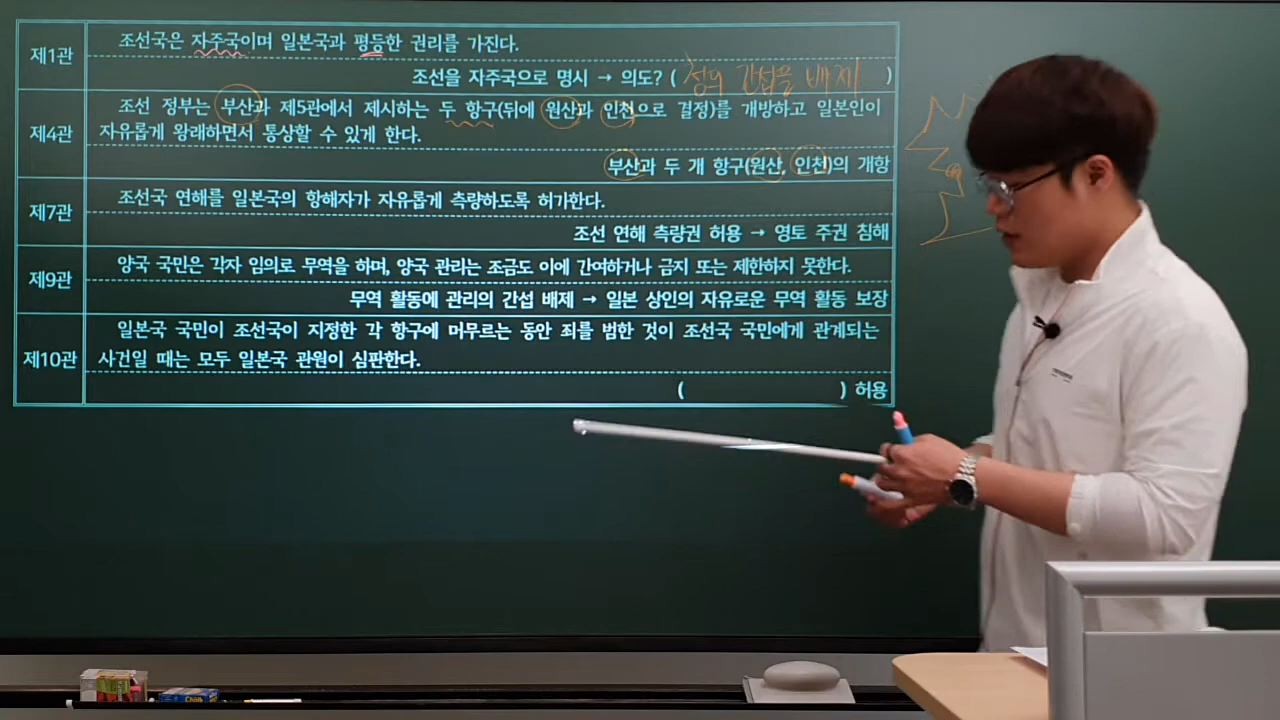 제1관
조선국은 자주국이며 일본국과 평등한 권리를 가진다.
조선을 자주국으로 명시 → 의도? ( 청의 간섭을 배제 )
제4관
조선 정부는 부산과 제5관에서 제시하는 두 항구(뒤에 원산과 인천으로 결정)를 개방하고 일본인이
자유롭게 왕래하면서 통상할 수 있게 한다.
부산과 두 개 항구(원산, 인천)의 개항
제7관
조선국 연해를 일본국의 항해자가 자유롭게 측량하도록 허가한다.
조선 연해 측량권 허용 → 영토 주권 침해
제9관
양국 국민은 각자 임의로 무역을 하며, 양국 관리는 조금도 이에 간여하거나 금지 또는 제한하지 못한다.
무역 활동에 관리의 간섭 배제 → 일본 상인의 자유로운 무역 활동 보장
제10관
일본국 국민이 조선국이 지정한 각 항구에 머무르는 동안 죄를 범한 것이 조선국 국민에게 관계되는
사건일 때는 모두 일본국 관원이 심판한다.
( ) 허용